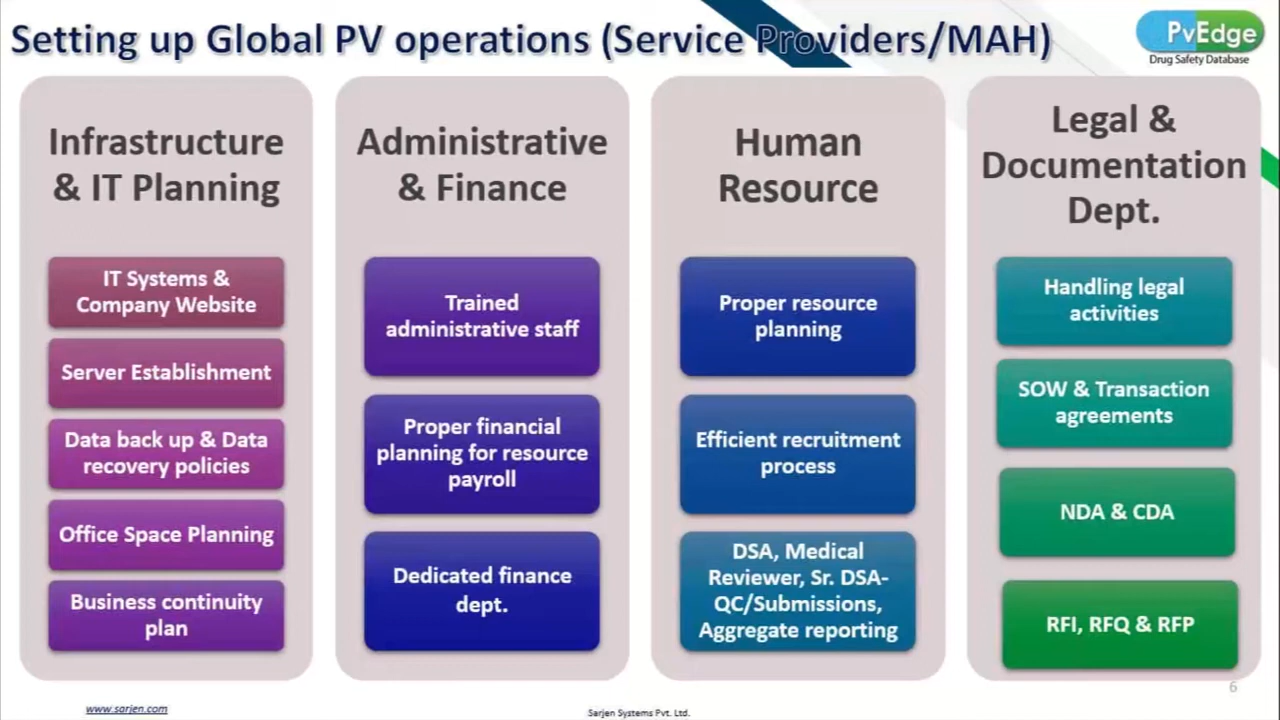 Setting up Global PV operations (Service Providers/MAH)
PvEdge
Drug Safety Database
Infrastructure
& IT Planning
IT Systems &
Company Website
Server Establishment
Data back up & Data
recovery policies
Office Space Planning
Business continuity
plan
Administrative
& Finance
Trained
administrative staff
Proper financial
planning for resource
payroll
Dedicated finance
dept.
Human
Resource
Proper resource
planning
Efficient recruitment
process
DSA, Medical
Reviewer, Sr. DSA-
QC/Submissions,
Aggregate reporting
Legal &
Documentation
Dept.
Handling legal
activities
SOW & Transaction
agreements
NDA & CDA
RFI, RFQ & RFP
6
www.sarjen.com
Sarjen Systems Pvt. Ltd.